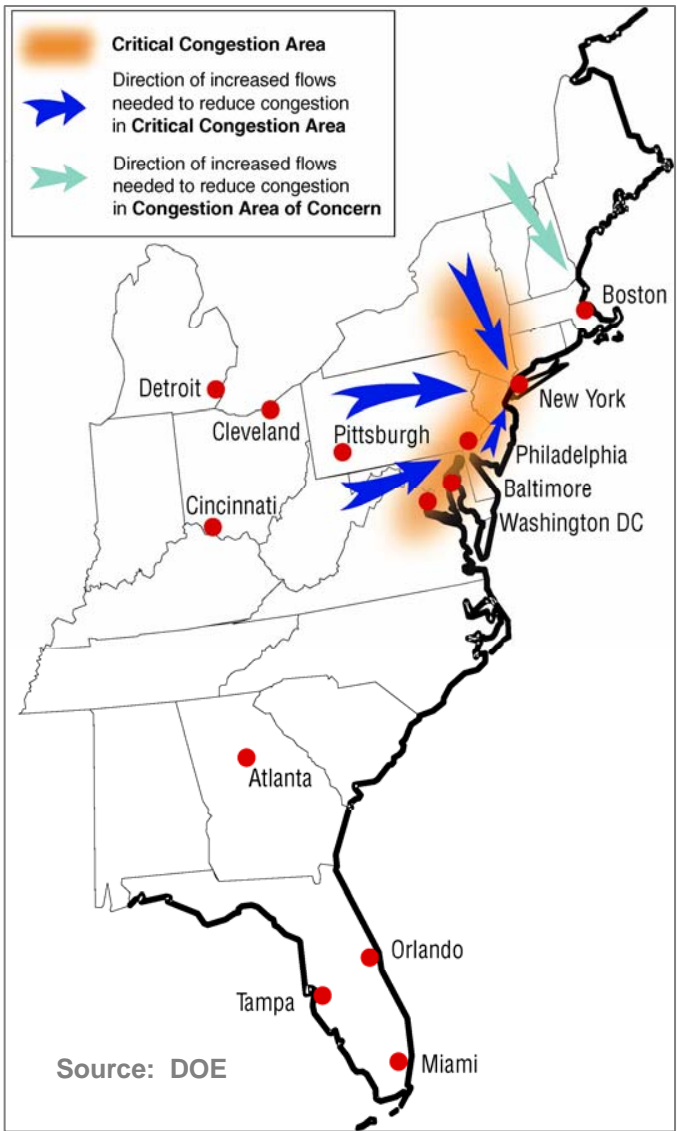 Critical Congestion Area
Direction of increased flows
needed to reduce congestion
in Critical Congestion Area
Direction of increased flows
needed to reduce congestion
in Congestion Area of Concern
Boston
Detroit
New York
Cleveland
Pittsburgh
Philadelphia
Baltimore
Cincinnati
Washington DC
Atlanta
Orlando
Tampa
Miami
Source: DOE